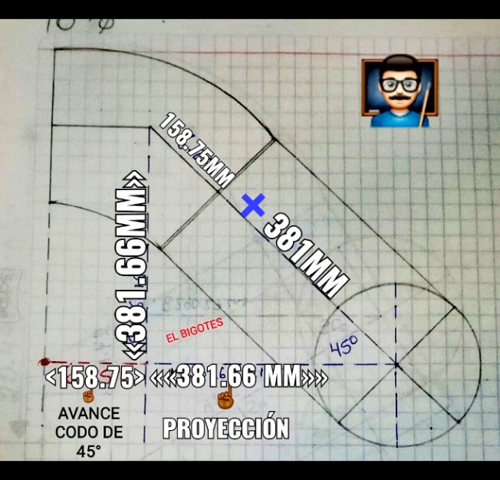 10" φ
158.75MM
+ 381MM
<<381.66MM>>
EL BIGOTES
45°
<158.75> <<<381.66 MM>>>
AVANCE
CODO DE
45°
PROYECCIÓN